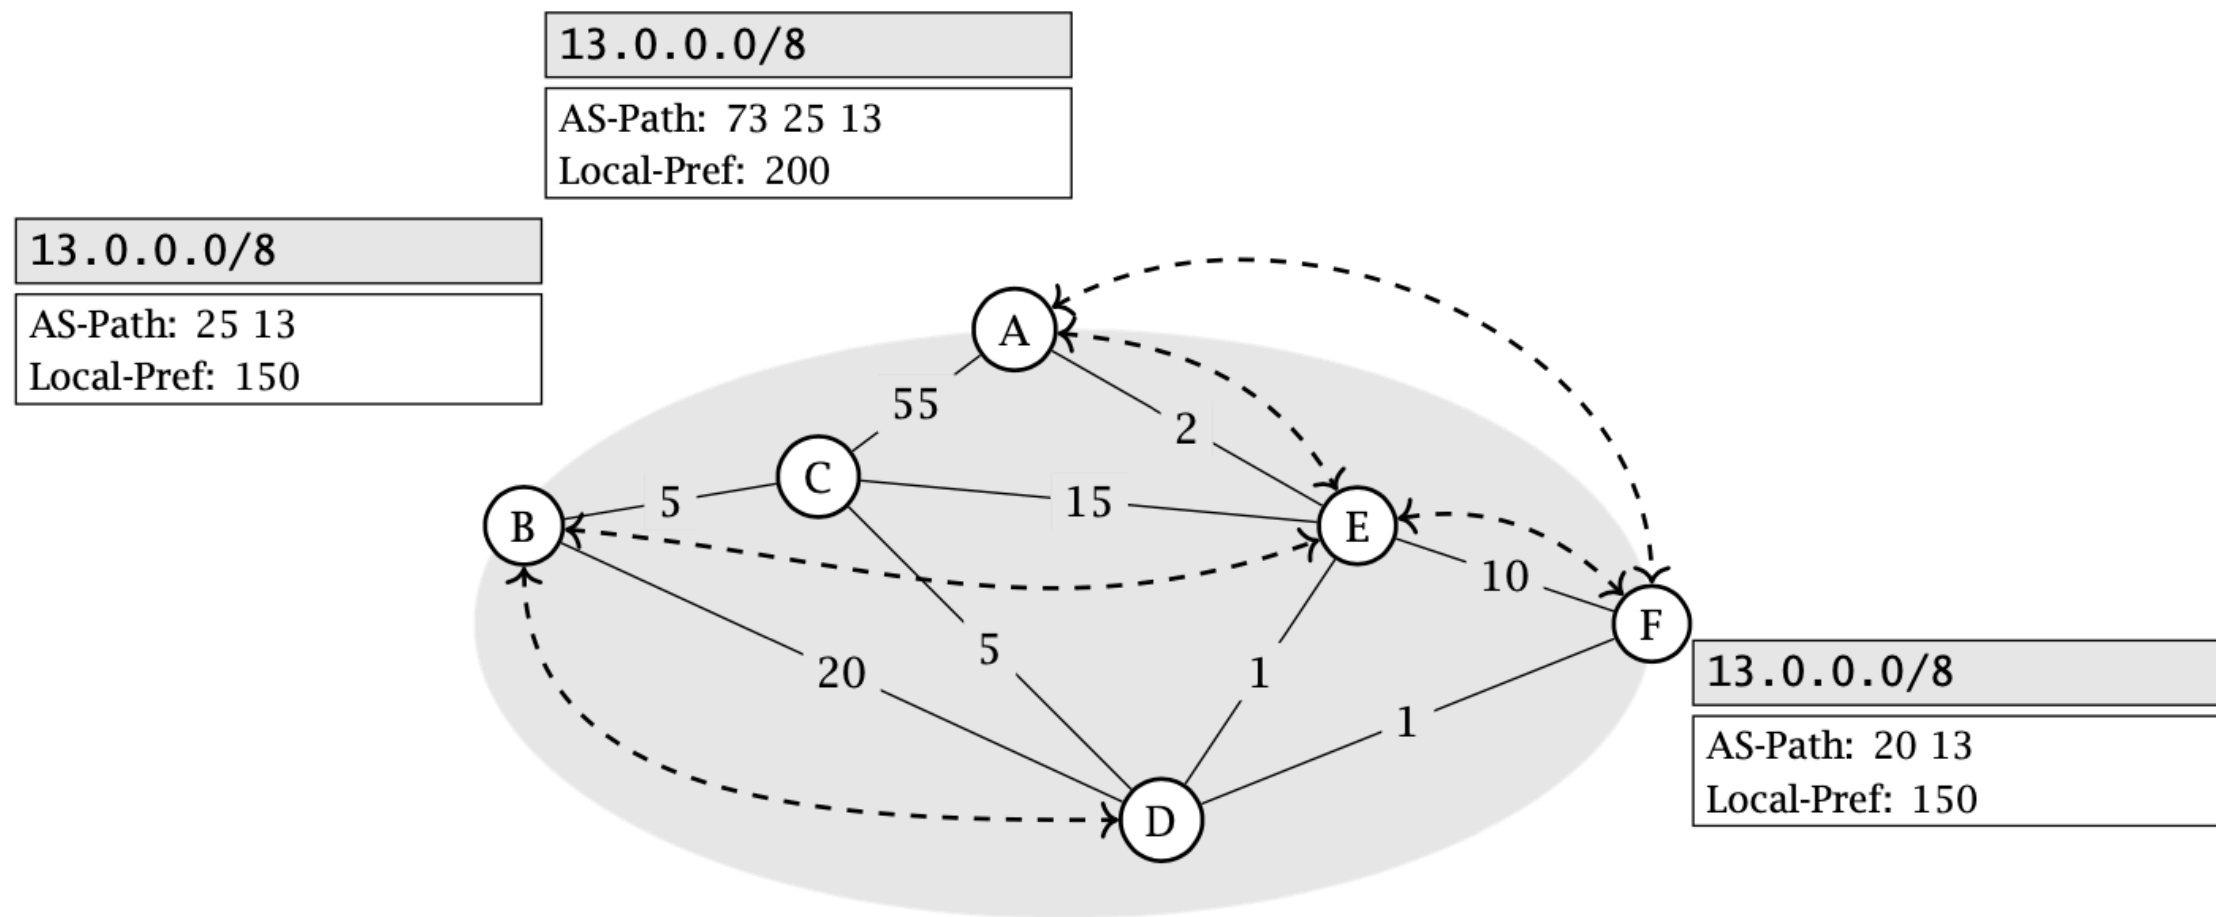 13.0.0.0/8
AS-Path: 73 25 13
Local-Pref: 200
13.0.0.0/8
AS-Path: 25 13
Local-Pref: 150
A
55
2
C
B
5
15
E
10
F
5
20
1
1
D
13.0.0.0/8
AS-Path: 20 13
Local-Pref: 150